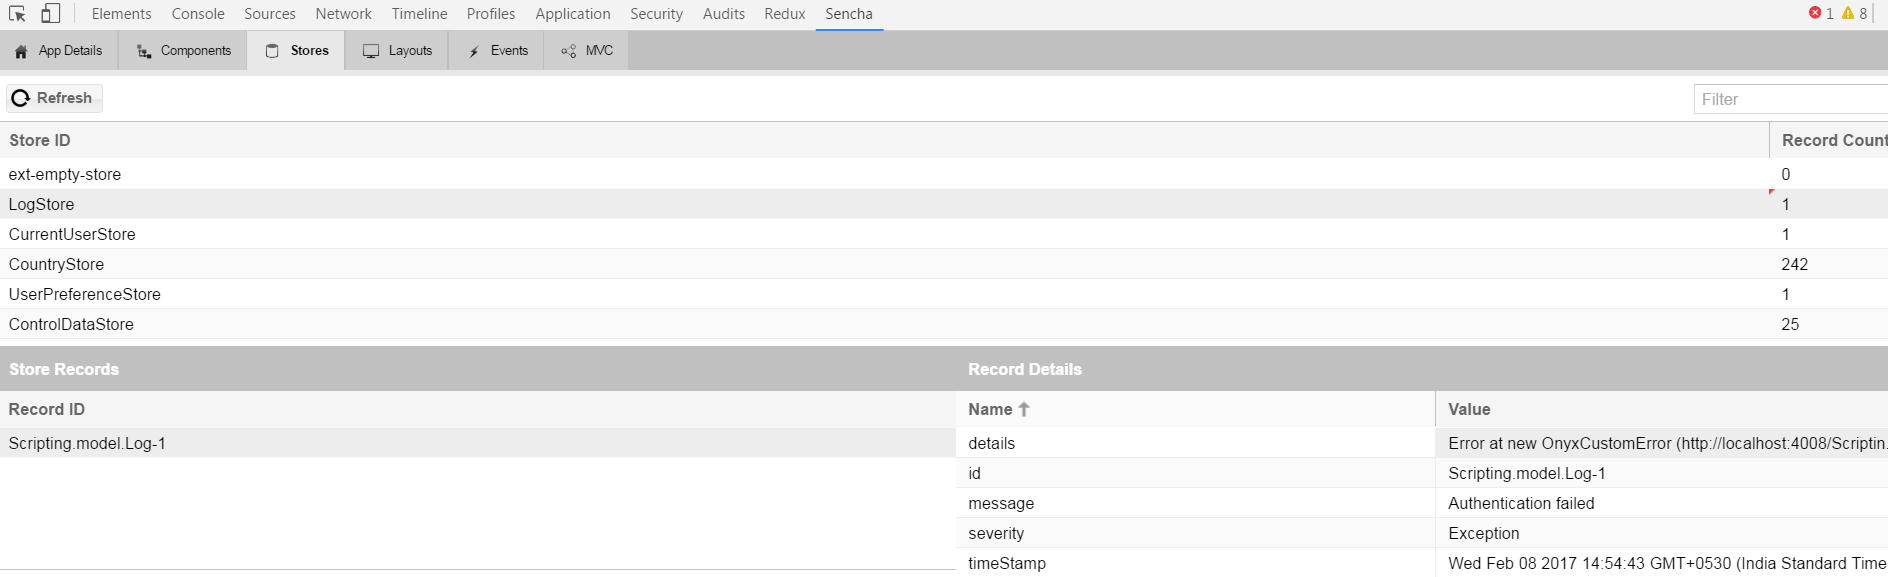 Elements Console Sources Network Timeline Profiles Application Security Audits Redux Sencha 1 8
App Details Components Stores Layouts Events MVC
Refresh Filter
Store ID Record Count
ext-empty-store 0
LogStore 1
CurrentUserStore 1
CountryStore 242
UserPreferenceStore 1
ControlDataStore 25
Store Records Record Details
Record ID Name Value
Scripting.model.Log-1 details Error at new OnyxCustomError (http://localhost:4008/Scriptin...
id Scripting.model.Log-1
message Authentication failed
severity Exception
timeStamp Wed Feb 08 2017 14:54:43 GMT+0530 (India Standard Time